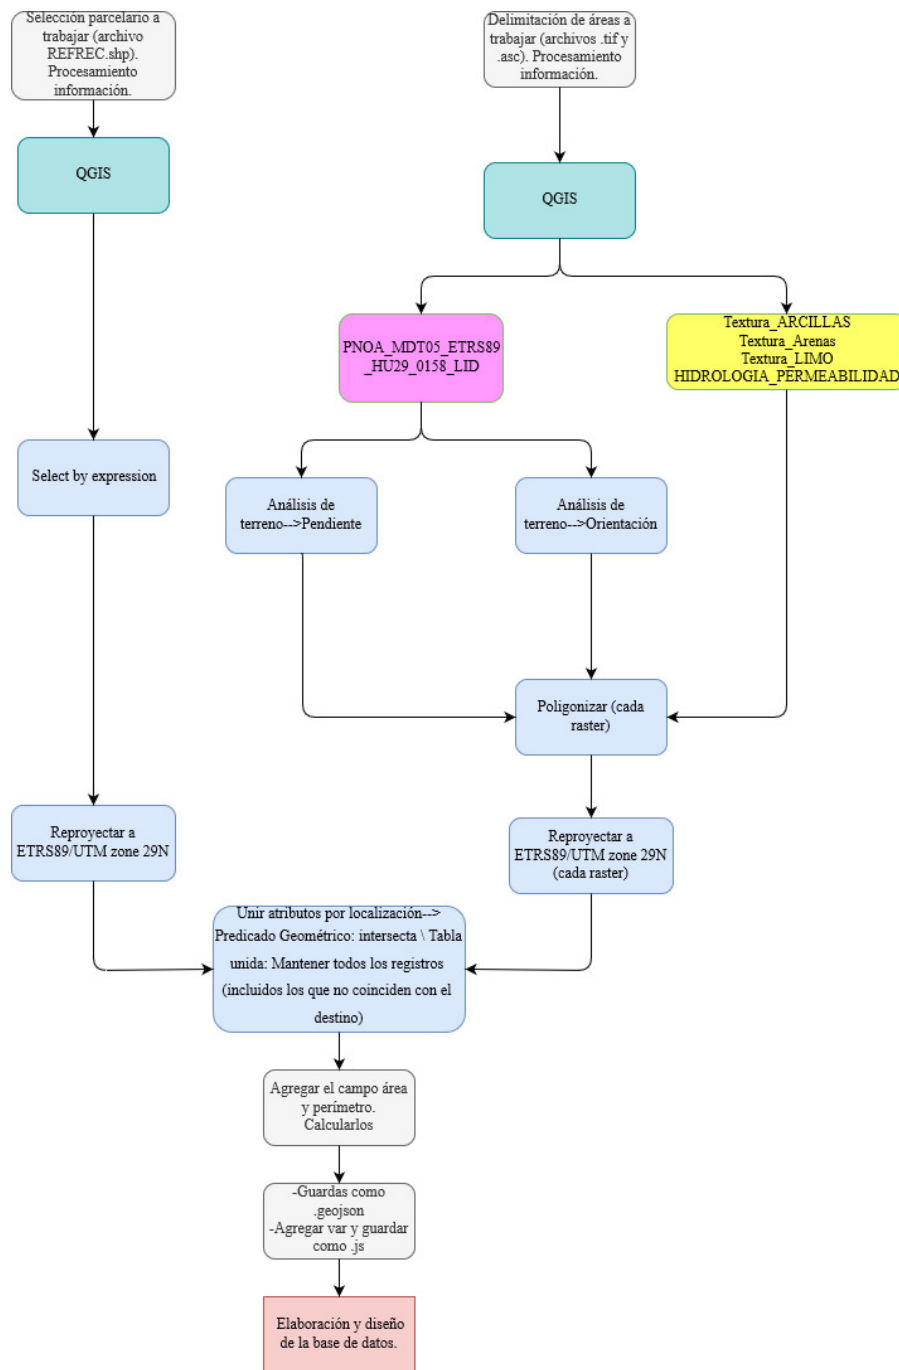 Selección parcelario a
trabajar (archivo
REFREC.shp).
Procesamiento
información.
QGIS
Select by expression
Reproyectar a
ETRS89/UTM zone 29N
Delimitación de áreas a
trabajar (archivos .tif y
.asc). Procesamiento
información.
QGIS
PNOA_MDT05_ETRS89
_HU29_0158_LID
Textura_ARCILLAS
Textura_Arenas
Textura_LIMO
HIDROLOGIA_PERMEABILIDAD
Análisis de
terreno-->Pendiente
Análisis de
terreno-->Orientación
Poligonizar (cada
raster)
Reproyectar a
ETRS89/UTM zone 29N
(cada raster)
Unir atributos por localización-->
Predicado Geométrico: intersecta \ Tabla
unida: Mantener todos los registros
(incluidos los que no coinciden con el
destino)
Agregar el campo área
y perímetro.
Calcularlos
-Guardas como
.geojson
-Agregar var y guardar
como .js
Elaboración y diseño
de la base de datos.